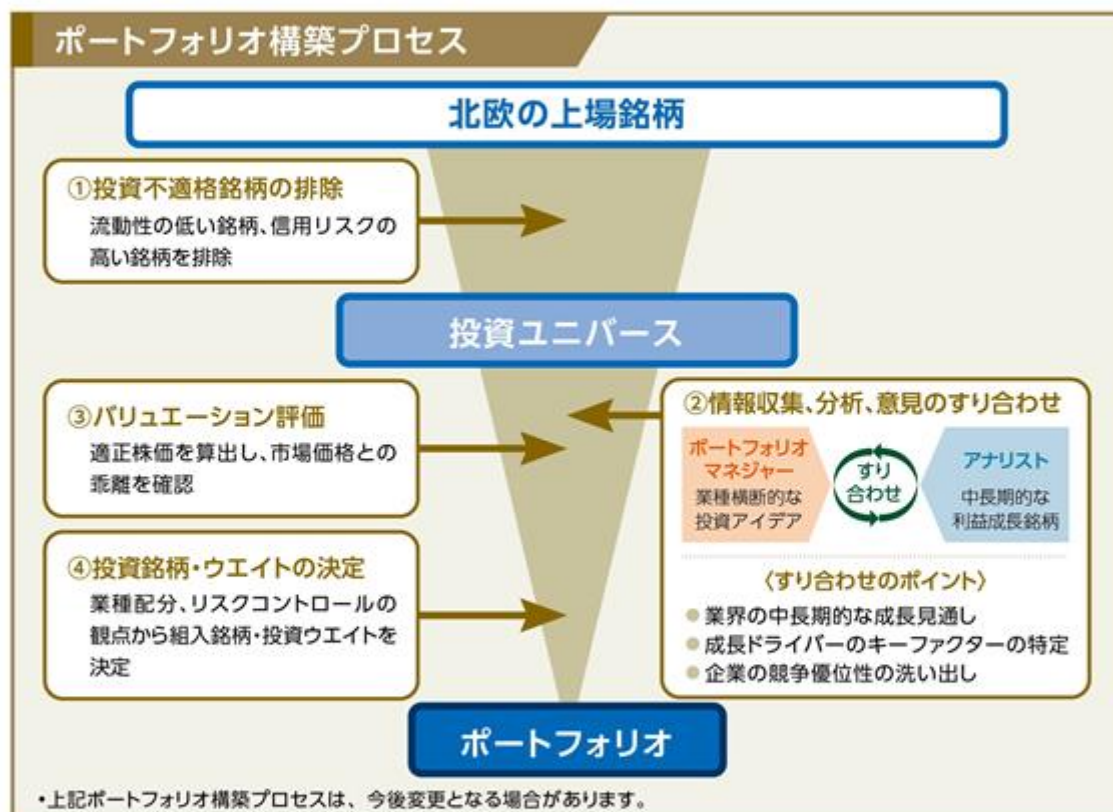 ポートフォリオ構築プロセス
北欧の上場銘柄
①投資不適格銘柄の排除
流動性の低い銘柄、信用リスクの
高い銘柄を排除
投資ユニバース
②情報収集、分析、意見のすり合わせ
ポートフォリオ
マネジャー
業種横断的な
投資アイデア
すり
合わせ
アナリスト
中長期的な
利益成長銘柄
〈すり合わせのポイント〉
●業界の中長期的な成長見通し
●成長ドライバーのキーファクターの特定
●企業の競争優位性の洗い出し
③バリュエーション評価
適正株価を算出し、市場価格との
乖離を確認
④投資銘柄・ウエイトの決定
業種配分、リスクコントロールの
観点から組入銘柄・投資ウエイトを
決定
ポートフォリオ
・上記ポートフォリオ構築プロセスは、今後変更となる場合があります。